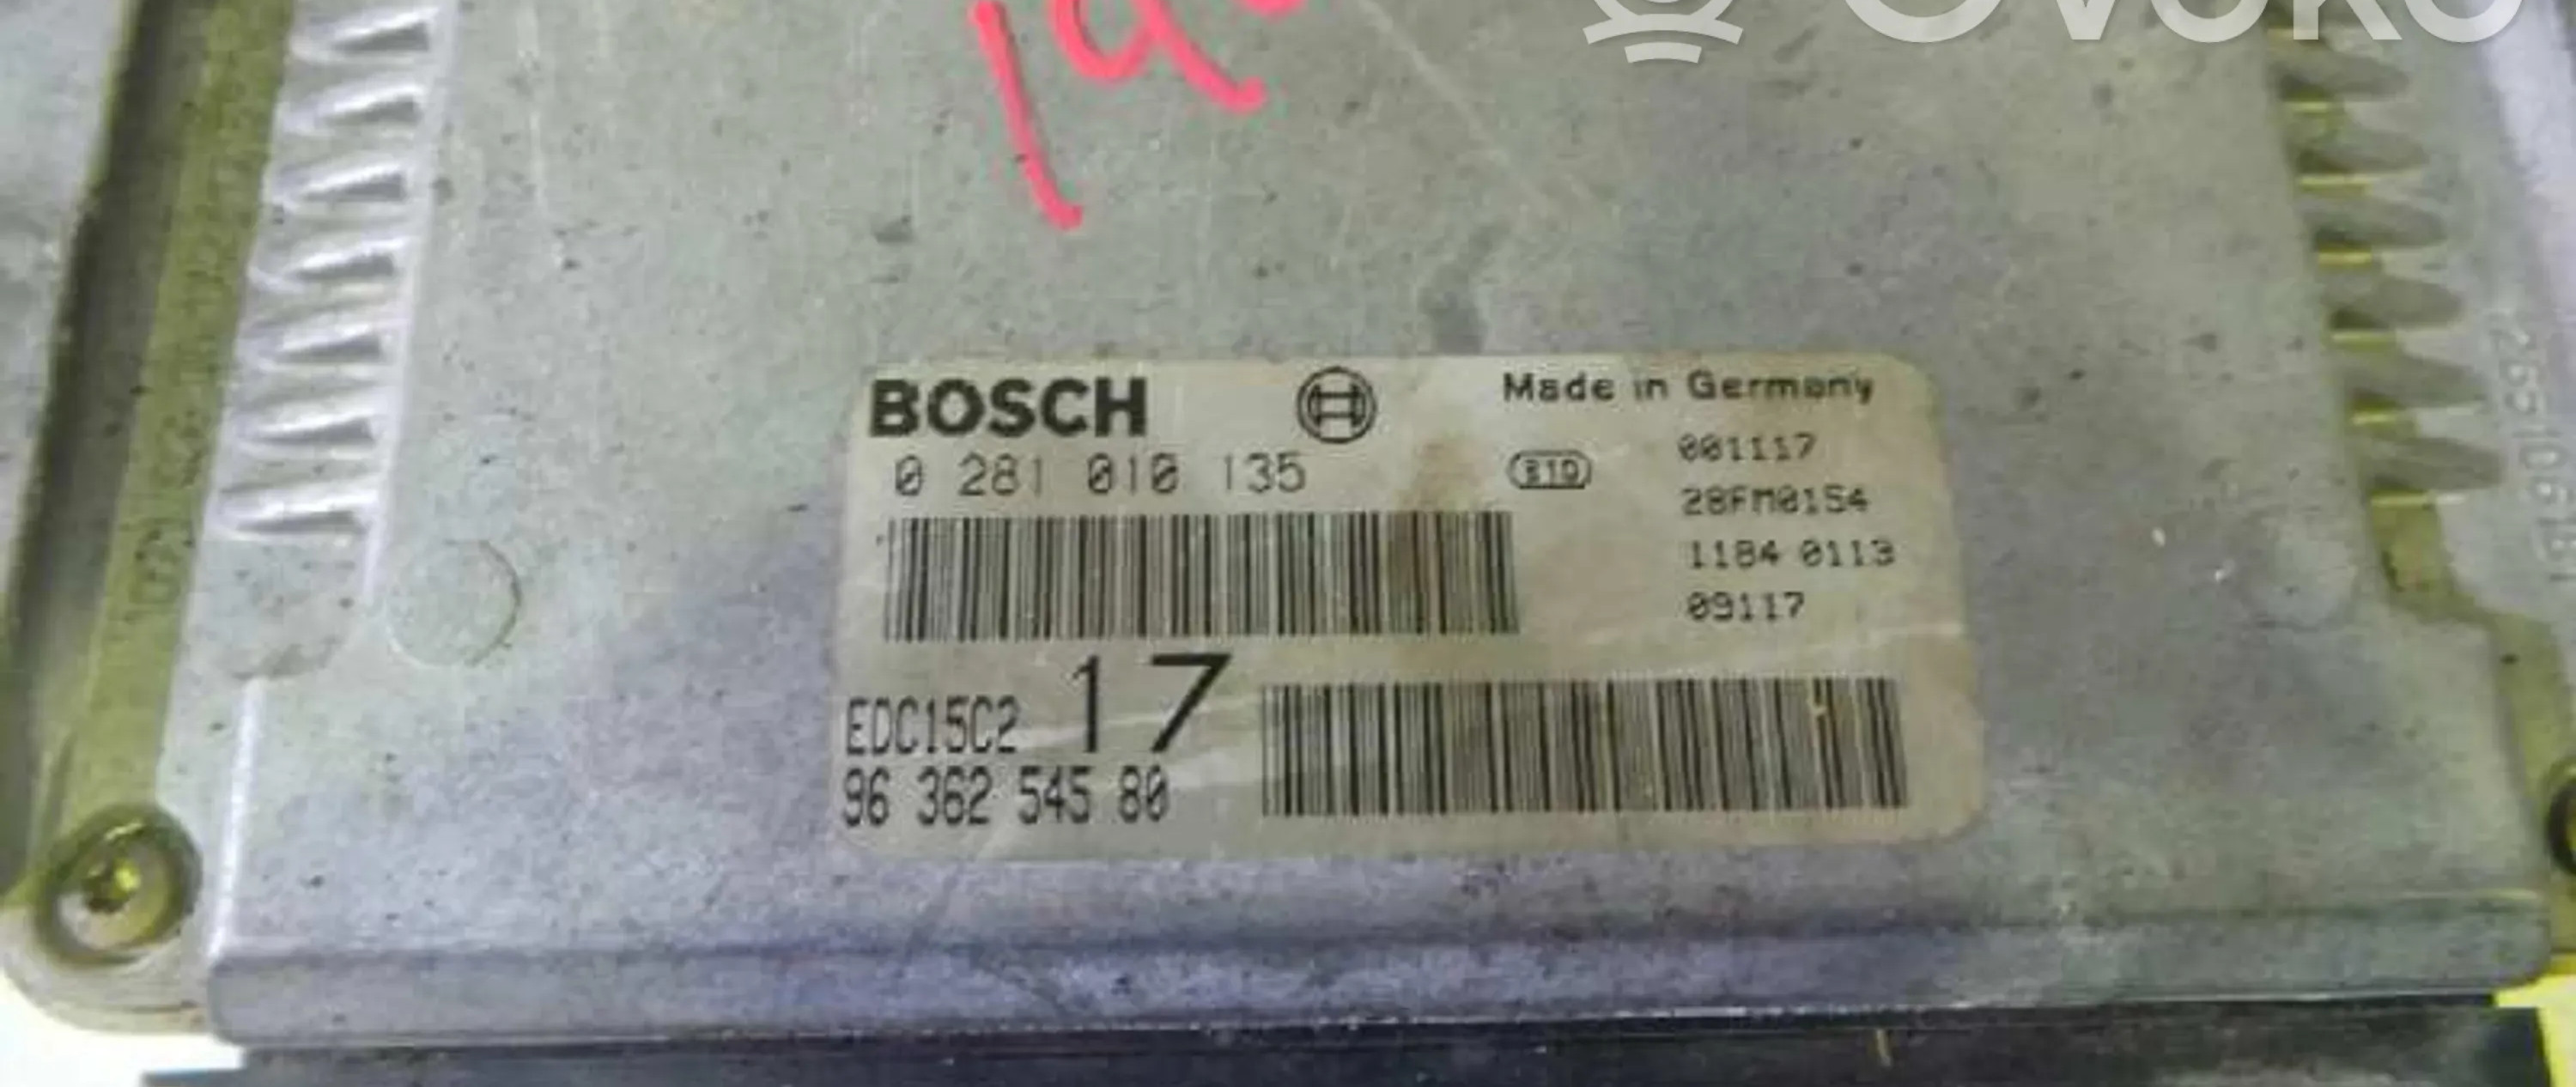 BOSCH
Made in Germany
0 281 010 135
001117
28FM0154
1184 0113
09117
EDC15C2 17
96 362 545 80
OVOKO